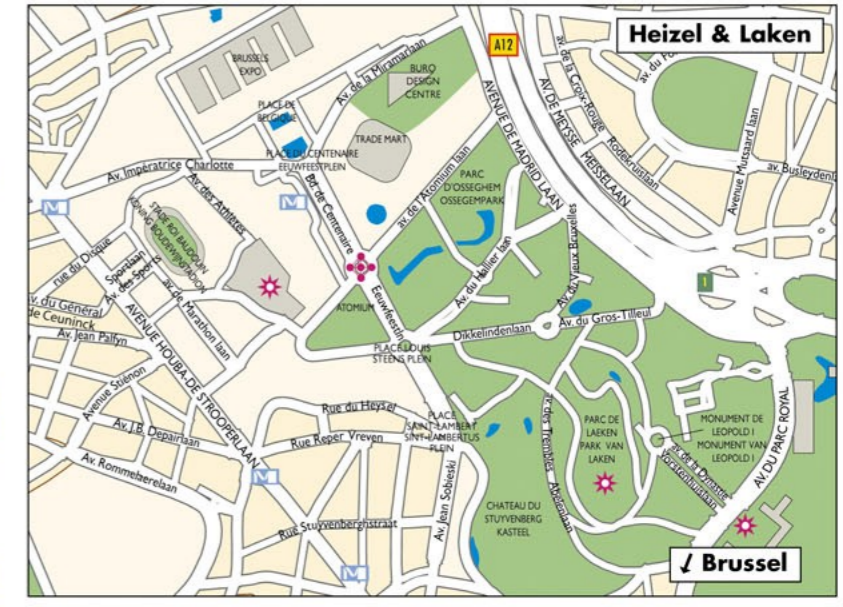 Heizel & Laken
A12
BRUSSELS
EXPO
Av. de la Miramarlaan
BURO
DESIGN
CENTRE
PLACE DE
BELGIQUE
TRADE MART
PLACE DU CENTENAIRE
EEUWFEESTPLEIN
Av. Impératrice Charlotte
Av. des Athlètes
Bd. de Centenaire
av. de l'Atomium laan
PARC
D'OSSEGHEM
OSSEGEMPARK
AVENUE DE MADRID LAAN
AV. DE MEYSSE
MEISSELAAN
av. de la Croix-Rouge
Rodekruislaan
av. du
Avenue Mutsaard laan
av. Busleyden
STADE ROI BAUDOUIN
KONING BOUDEWIJNSTADION
rue du Disque
Sportlaan
Av. des Sports
av. de Marathon laan
av. du Général
de Ceuninck
Av. Jean Palfyn
AVENUE HOUBA-DE STROOPERLAAN
ATOMIUM
Eeuwfeestln
Av. du Hallier laan
Av. du Vieux Bruxelles
1
Dikkelindenlaan
Av. du Gros-Tilleul
PLACE LOUIS
STEENS PLEIN
Avenue Stiénon
Av. J.B. Depairlaan
Av. Rommelaerelaan
Rue du Heysel
Rue Reper Vreven
PLACE
SAINT-LAMBERT
SINT-LAMBERTUS
PLEIN
Av. Jean Sobieski
Rue Stuyvenberghstraat
av. des Trembles
Abelenlaan
PARC DE
LAEKEN
PARK VAN
LAKEN
MONUMENT DE
LEOPOLD I
MONUMENT VAN
LEOPOLD I
av. de la Dynastie
Vorstenhuislaan
AV. DU PARC ROYAL
CHATEAU DU
STUYVENBERG
KASTEEL
M
M
M
M
↓ Brussel